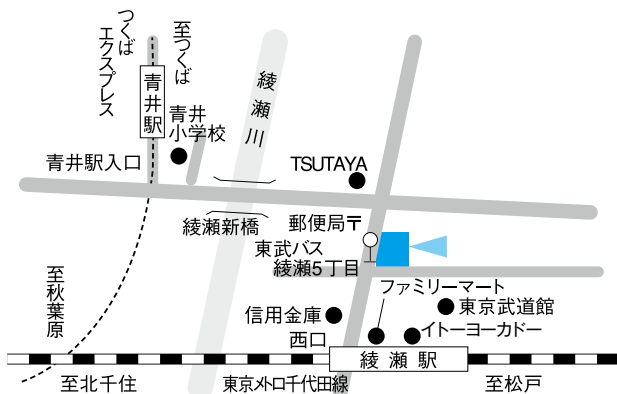 つくば
エクスプレス
至つくば
青井駅
青井
小学校
綾瀬川
青井駅入口
TSUTAYA
綾瀬新橋
郵便局〒
東武バス
綾瀬5丁目
ファミリーマート
至秋葉原
信用金庫
東京武道館
西口
イトーヨーカドー
綾瀬駅
至北千住
東京メトロ千代田線
至松戸